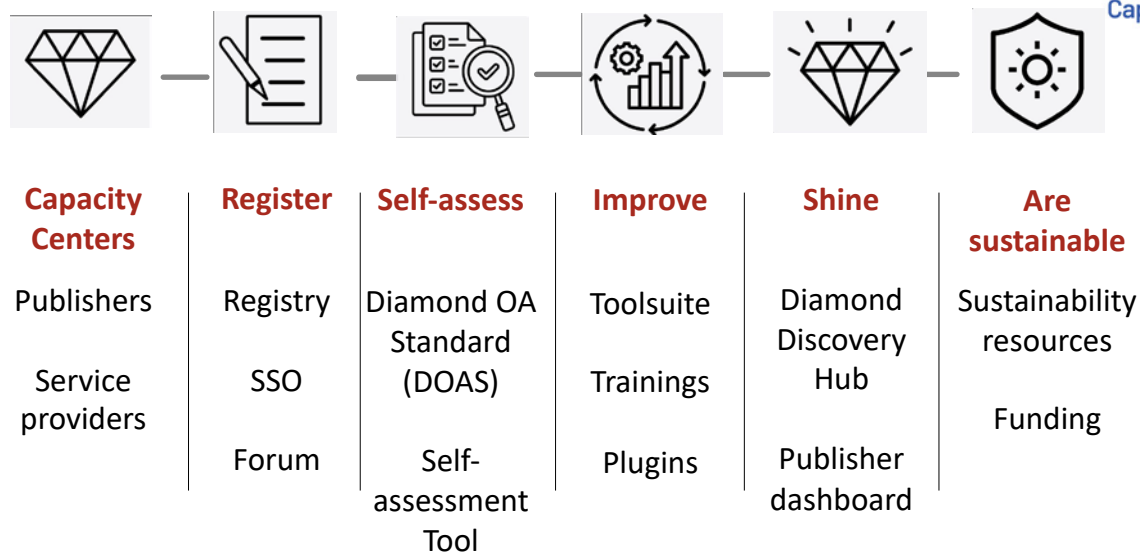 Cap
Capacity
Centers
Publishers
Service
providers
Register
Registry
SSO
Forum
Self-assess
Diamond OA
Standard
(DOAS)
Self-
assessment
Tool
Improve
Toolsuite
Trainings
Plugins
Shine
Diamond
Discovery
Hub
Publisher
dashboard
Are
sustainable
Sustainability
resources
Funding